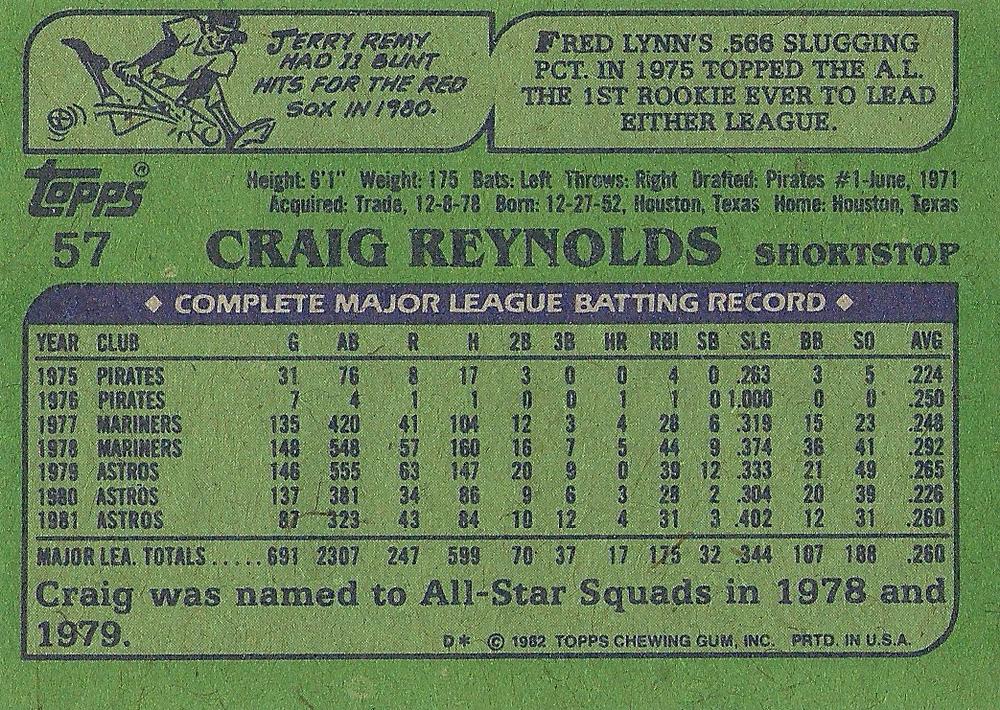 JERRY REMY
HAD 11 BUNT
HITS FOR THE RED
SOX IN 1980.
FRED LYNN'S .566 SLUGGING
PCT. IN 1975 TOPPED THE A.L.
THE 1ST ROOKIE EVER TO LEAD
EITHER LEAGUE.
Topps®
Height: 6'1" Weight: 175 Bats: Left Throws: Right Drafted: Pirates #1-June, 1971
Acquired: Trade, 12-8-78 Born: 12-27-52, Houston, Texas Home: Houston, Texas
57 CRAIG REYNOLDS SHORTSTOP
◆ COMPLETE MAJOR LEAGUE BATTING RECORD ◆
YEAR CLUB G AB R H 2B 3B HR RBI SB SLG BB SO AVG
1975 PIRATES 31 76 8 17 3 0 0 4 0 .263 3 5 .224
1976 PIRATES 7 4 1 1 0 0 1 1 0 1.000 0 0 .250
1977 MARINERS 135 420 41 104 12 3 4 28 6 .319 15 23 .248
1978 MARINERS 148 548 57 160 16 7 5 44 9 .374 36 41 .292
1979 ASTROS 146 555 63 147 20 9 0 39 12 .333 21 49 .265
1980 ASTROS 137 381 34 86 9 6 3 28 2 .304 20 39 .226
1981 ASTROS 87 323 43 84 10 12 4 31 3 .402 12 31 .260
MAJOR LEA. TOTALS.....691 2307 247 599 70 37 17 175 32 .344 107 188 .260
Craig was named to All-Star Squads in 1978 and
1979.
D* © 1982 TOPPS CHEWING GUM, INC. PRTD. IN U.S.A.